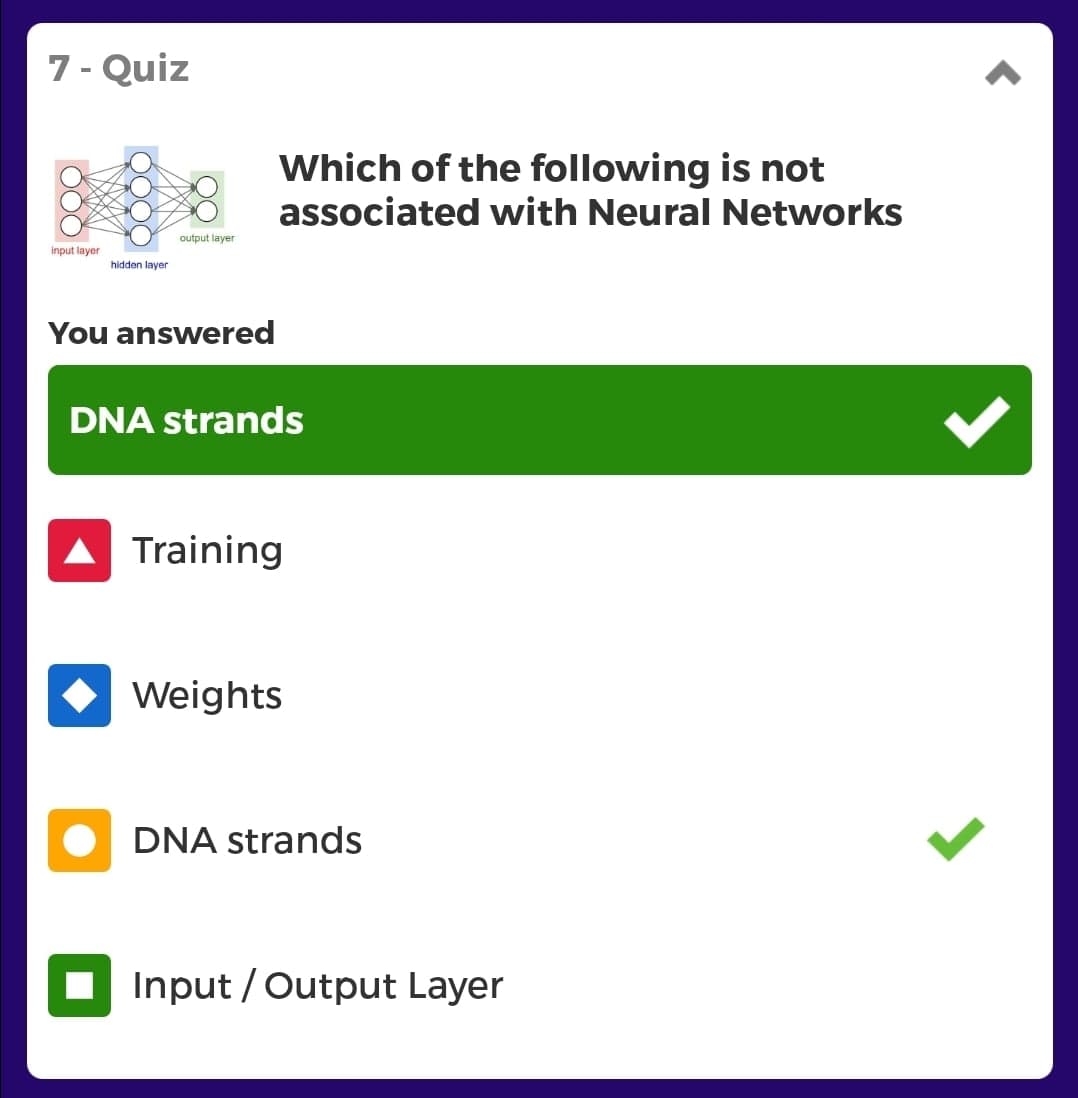 7 - Quiz
Which of the following is not
associated with Neural Networks
input layer
hidden layer
output layer
You answered
DNA strands
Training
Weights
DNA strands
Input / Output Layer